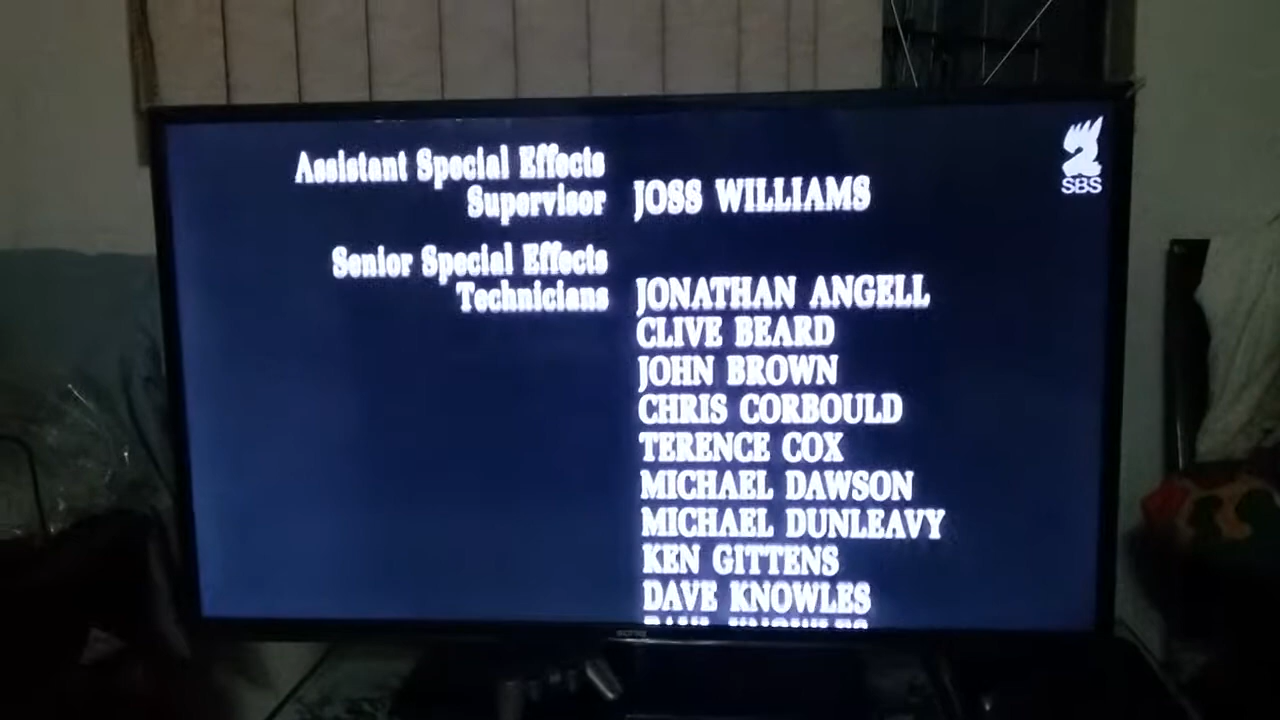 Assistant Special Effects
Supervisor JOSS WILLIAMS
Senior Special Effects
Technicians JONATHAN ANGELL
CLIVE BEARD
JOHN BROWN
CHRIS CORBOULD
TERENCE COX
MICHAEL DAWSON
MICHAEL DUNLEAVY
KEN GITTENS
DAVE KNOWLES
2
SBS